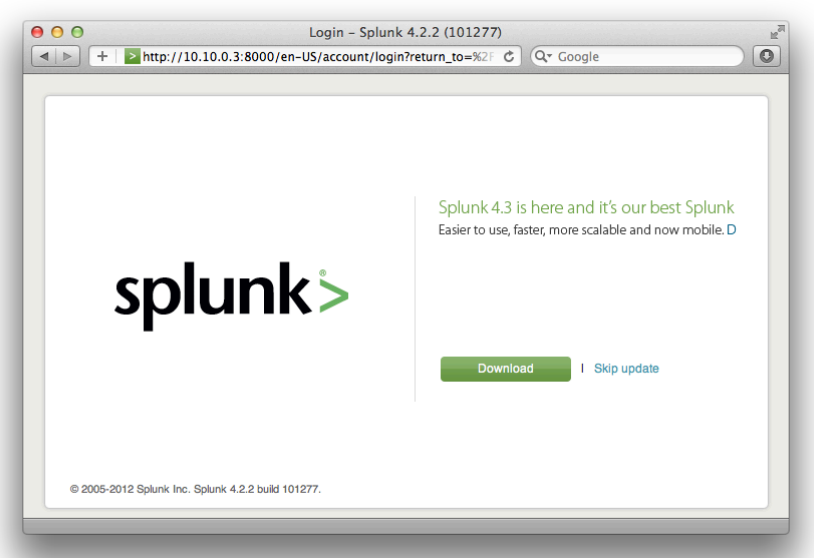 Login – Splunk 4.2.2 (101277)
http://10.10.0.3:8000/en-US/account/login?return_to=%2F
Google
splunk>®
Splunk 4.3 is here and it's our best Splunk
Easier to use, faster, more scalable and now mobile. D
Download | Skip update
© 2005-2012 Splunk Inc. Splunk 4.2.2 build 101277.